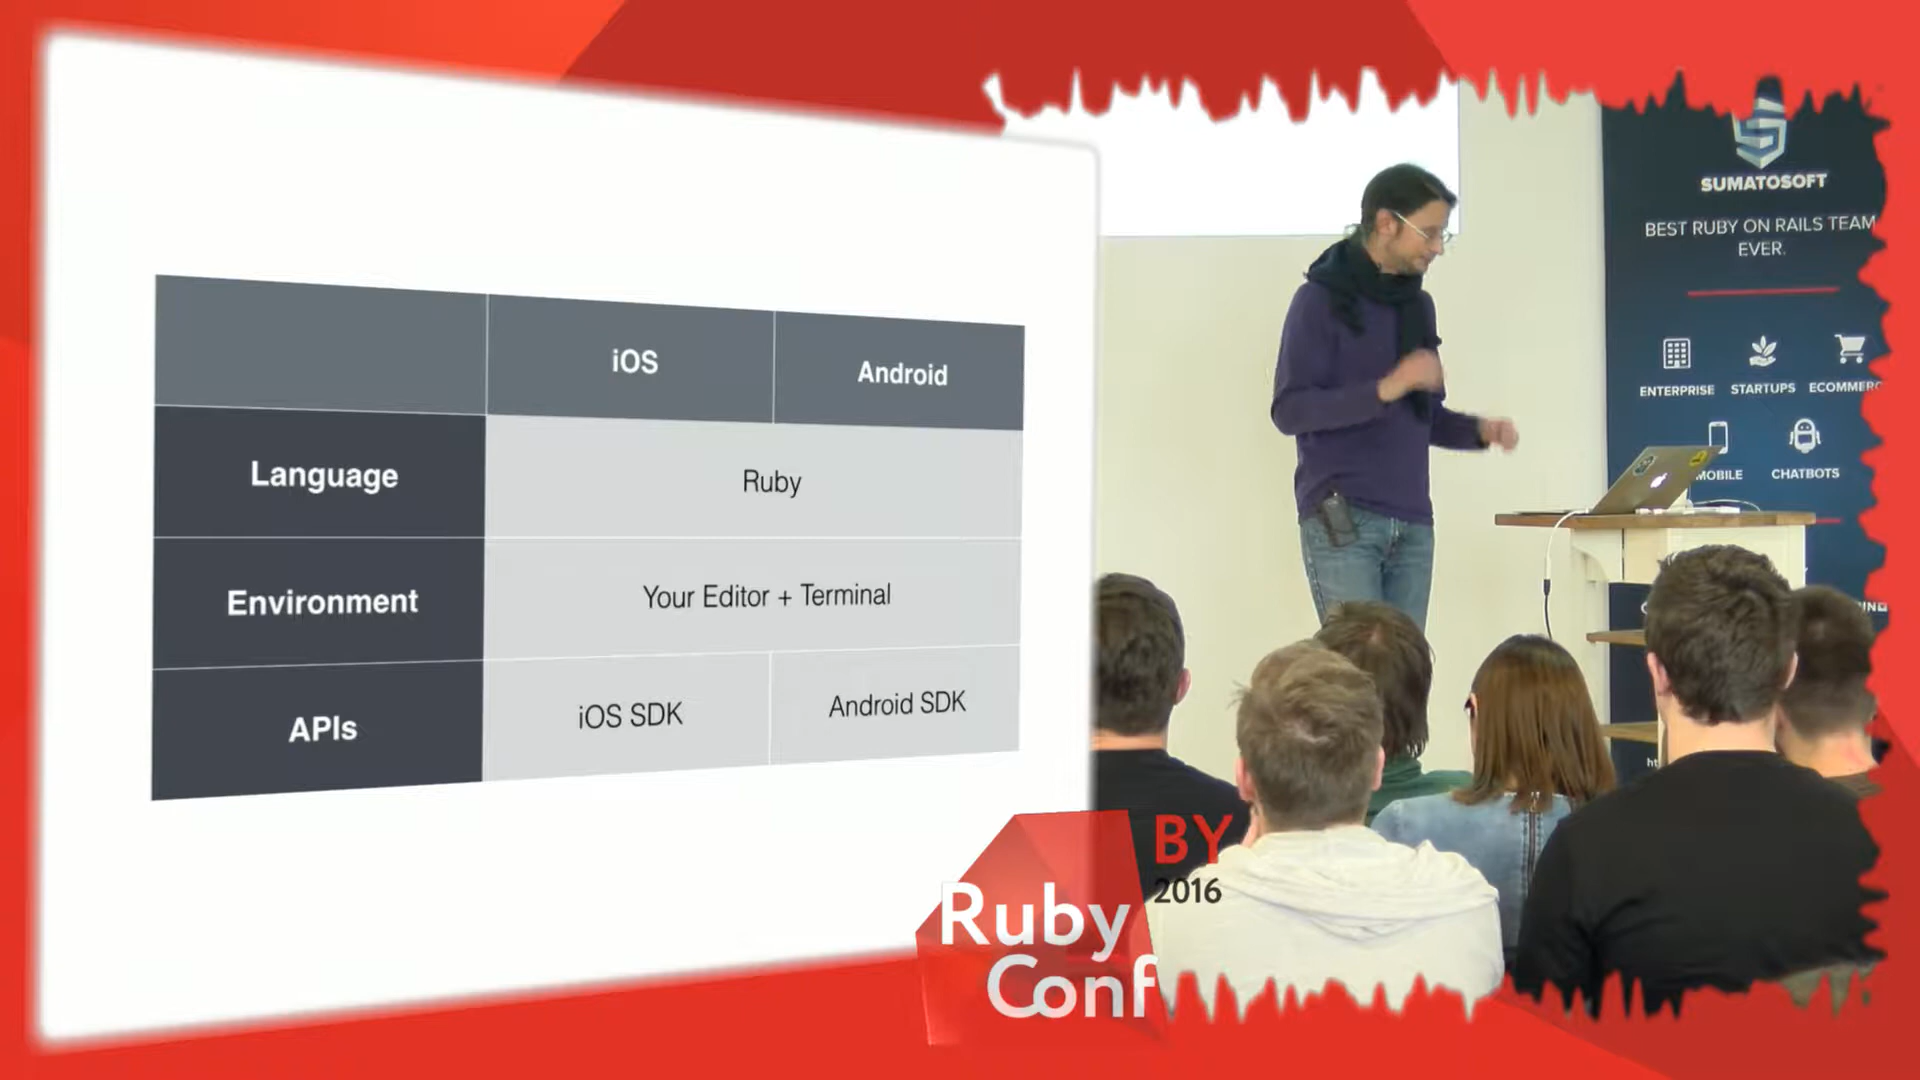 iOS
Android
Language
Ruby
Environment
Your Editor + Terminal
APIs
iOS SDK
Android SDK
SUMATOSOFT
BEST RUBY ON RAILS TEAM
EVER.
ENTERPRISE
STARTUPS
MOBILE
CHATBOTS
BY
2016
Ruby
Conf